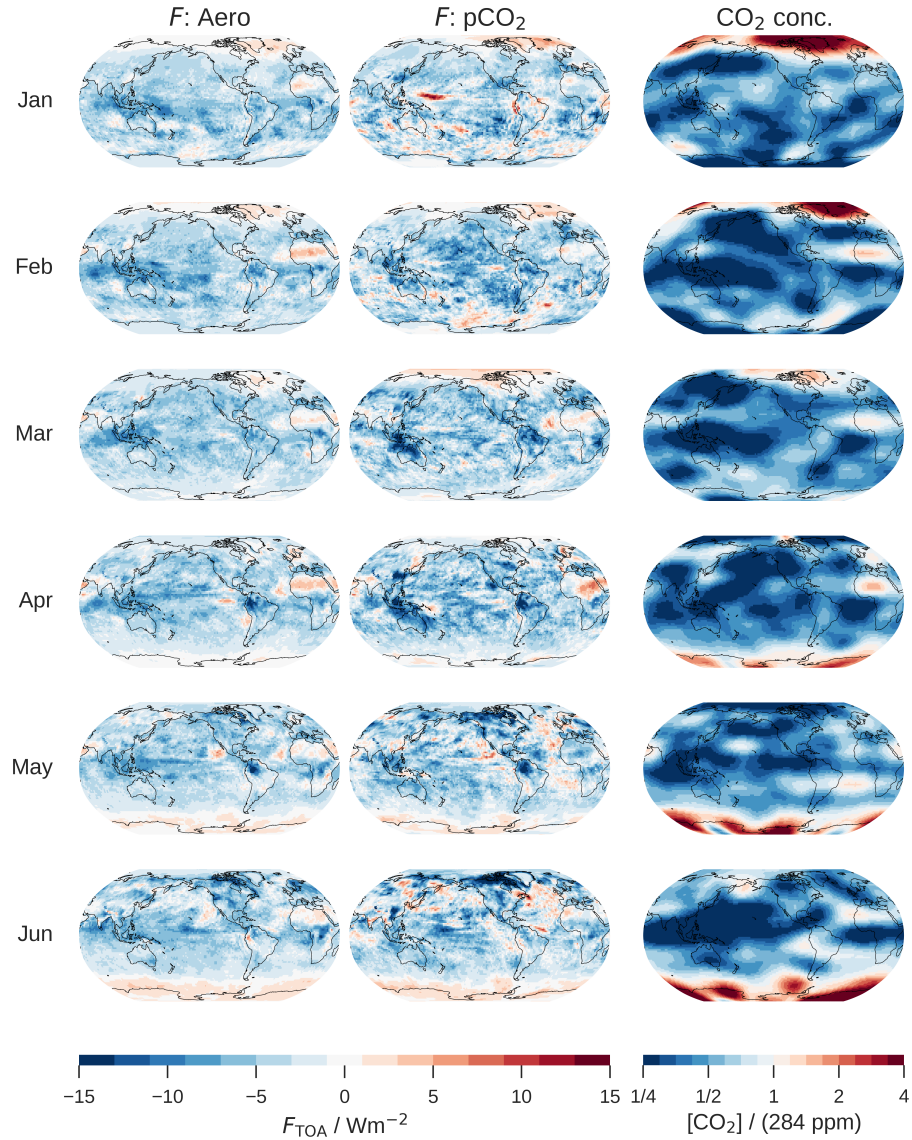 F: Aero F: pCO₂ CO₂ conc.
Jan
Feb
Mar
Apr
May
Jun
−15 −10 −5 0 5 10 15 1/4 1/2 1 2 4
F_TOA / Wm⁻² [CO₂] / (284 ppm)